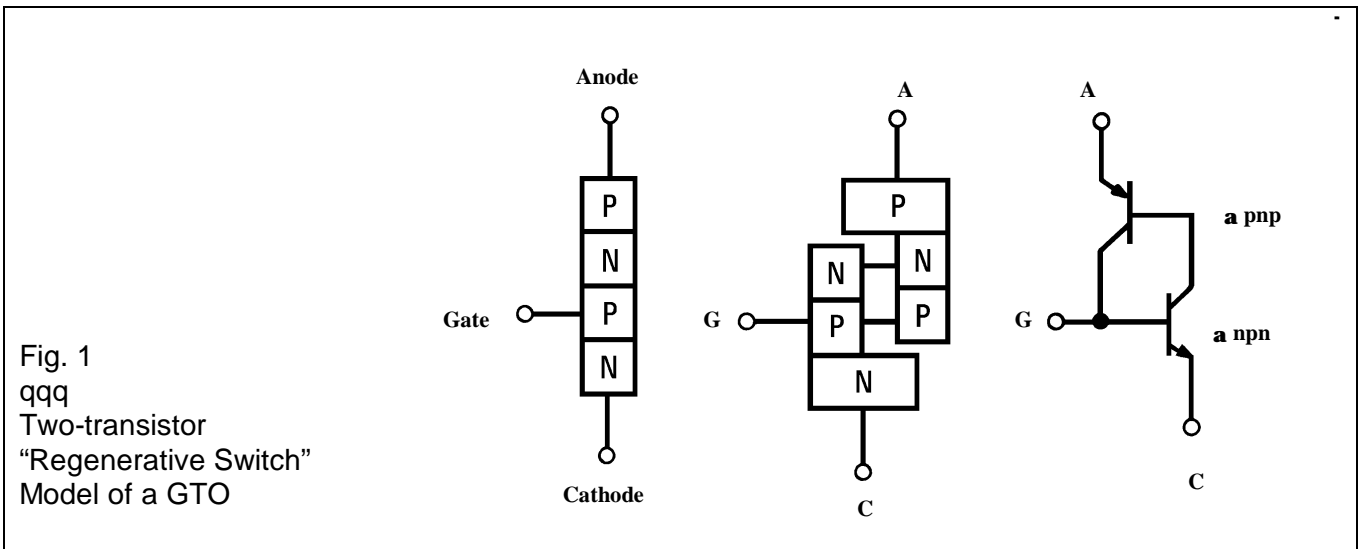 -
Anode
P
N
P
N
Gate
Cathode
A
P
N
N
P
P
G
N
C
A
a pnp
G
a npn
C
Fig. 1
qqq
Two-transistor
“Regenerative Switch”
Model of a GTO